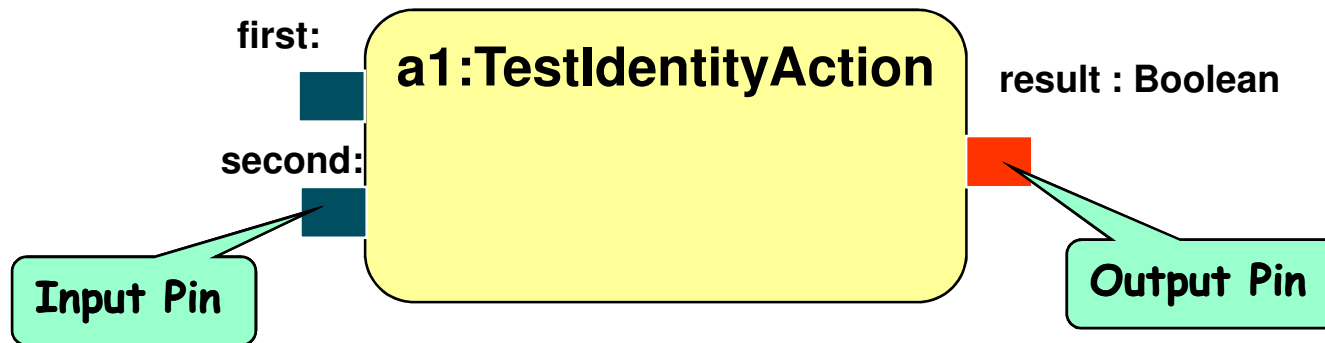 first:
a1:TestIdentityAction
result : Boolean
second:
Input Pin
Output Pin